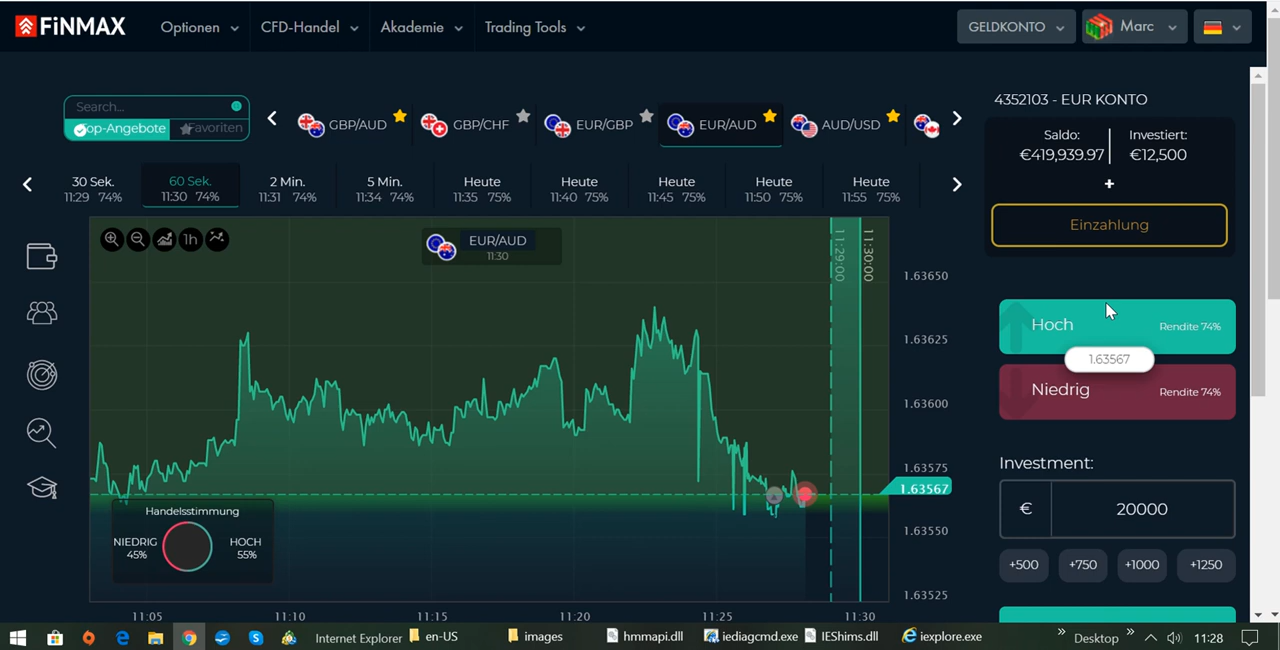 FiNMAX
Optionen
CFD-Handel
Akademie
Trading Tools
GELDKONTO
Marc
Search...
Top-Angebote
Favoriten
GBP/AUD
GBP/CHF
EUR/GBP
EUR/AUD
AUD/USD
4352103 - EUR KONTO
Saldo:
€419,939.97
Investiert:
€12,500
+
Einzahlung
30 Sek.
11:29 74%
60 Sek.
11:30 74%
2 Min.
11:31 74%
5 Min.
11:34 74%
Heute
11:35 75%
Heute
11:40 75%
Heute
11:45 75%
Heute
11:50 75%
Heute
11:55 75%
1h
EUR/AUD
11:30
11:29:00
11:30:00
1.63650
1.63625
1.63600
1.63575
1.63567
1.63550
1.63525
Handelsstimmung
NIEDRIG
45%
HOCH
55%
11:05
11:10
11:15
11:20
11:25
11:30
Hoch
Rendite 74%
1.63567
Niedrig
Rendite 74%
Investment:
€
20000
+500
+750
+1000
+1250
Internet Explorer
en-US
images
hmmapi.dll
iediagcmd.exe
IEShims.dll
iexplore.exe
»
Desktop
»
11:28